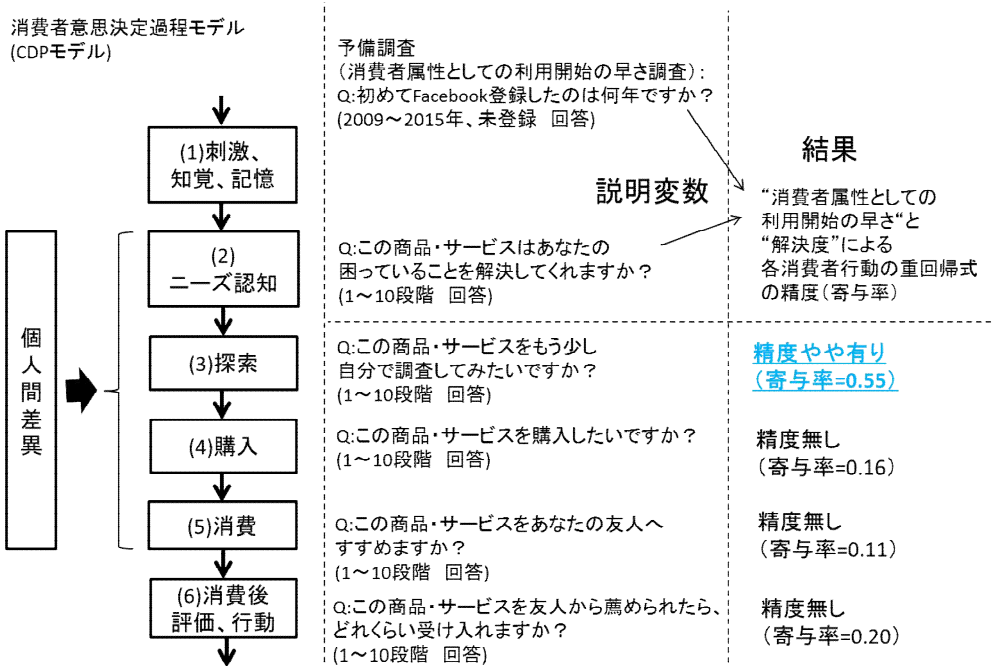 消費者意思決定過程モデル
(CDPモデル)
(1)刺激、
知覚、記憶
(2)
ニーズ認知
(3)探索
(4)購入
(5)消費
(6)消費後
評価、行動
個
人
間
差
異
予備調査
（消費者属性としての利用開始の早さ調査）：
Q:初めてFacebook登録したのは何年ですか？
(2009～2015年、未登録　回答)
説明変数
Q:この商品・サービスはあなたの
困っていることを解決してくれますか？
(1～10段階　回答)
Q:この商品・サービスをもう少し
自分で調査してみたいですか？
(1～10段階　回答)
Q:この商品・サービスを購入したいですか？
(1～10段階　回答)
Q:この商品・サービスをあなたの友人へ
すすめますか？
(1～10段階　回答)
Q:この商品・サービスを友人から薦められたら、
どれくらい受け入れますか？
(1～10段階　回答)
結果
“消費者属性としての
利用開始の早さ“と
“解決度”による
各消費者行動の重回帰式
の精度（寄与率）
精度やや有り
（寄与率=0.55）
精度無し
（寄与率=0.16）
精度無し
（寄与率=0.11）
精度無し
（寄与率=0.20）